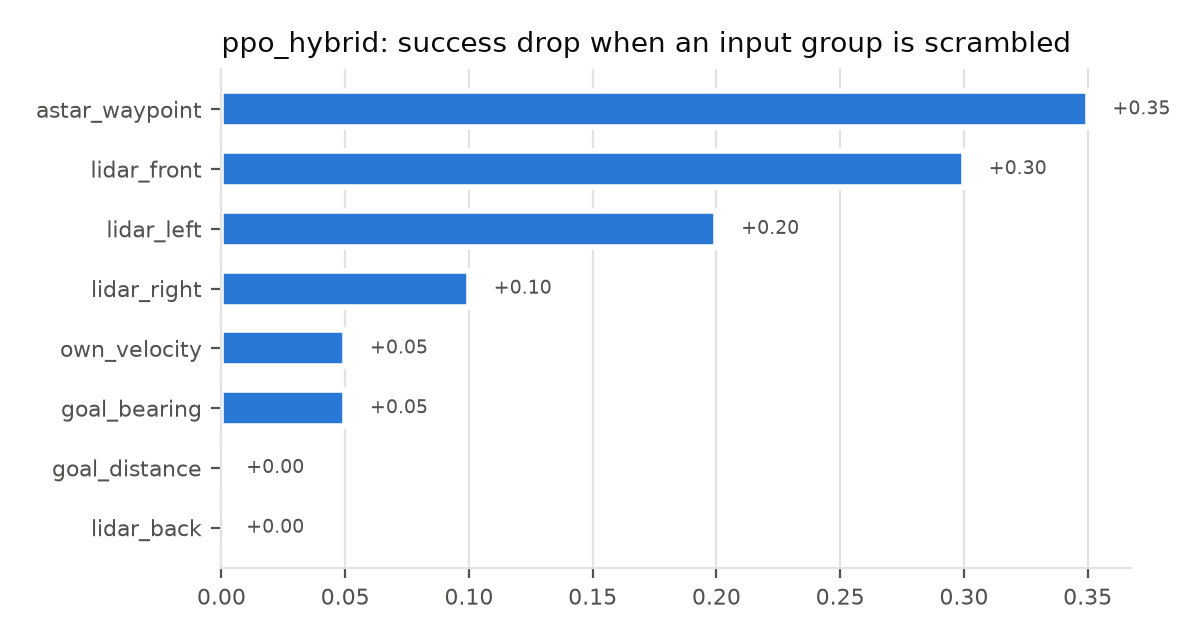 ppo_hybrid: success drop when an input group is scrambled
astar_waypoint +0.35
lidar_front +0.30
lidar_left +0.20
lidar_right +0.10
own_velocity +0.05
goal_bearing +0.05
goal_distance +0.00
lidar_back +0.00
0.00 0.05 0.10 0.15 0.20 0.25 0.30 0.35